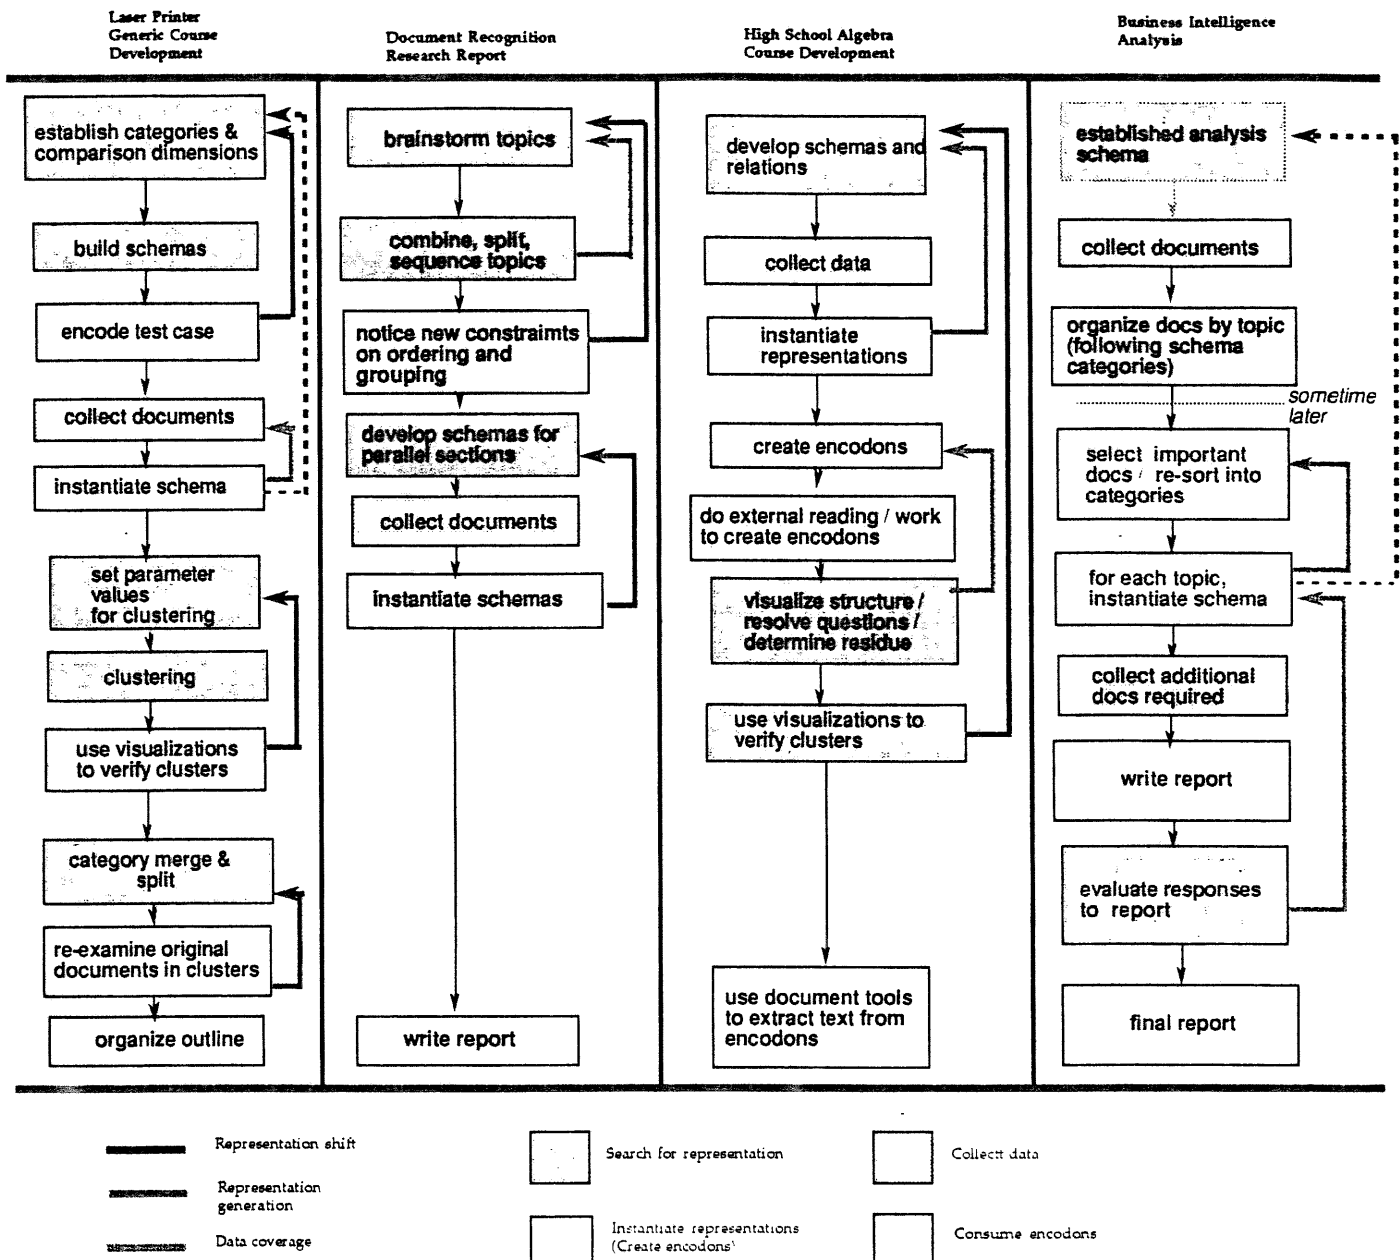 Laser Printer
Generic Course
Development
Document Recognition
Research Report
High School Algebra
Course Development
Business Intelligence
Analysis
establish categories &
comparison dimensions
build schemas
encode test case
collect documents
instantiate schema
set parameter
values
for clustering
clustering
use visualizations
to verify clusters
category merge &
split
re-examine original
documents in clusters
organize outline
brainstorm topics
combine, split,
sequence topics
notice new constraimts
on ordering and
grouping
develop schemas for
parallel sections
collect documents
instantiate schemas
write report
develop schemas and
relations
collect data
instantiate
representations
create encodons
do external reading / work
to create encodons
visualize structure /
resolve questions /
determine residue
use visualizations to
verify clusters
use document tools
to extract text from
encodons
established analysis
schema
collect documents
organize docs by topic
(following schema
categories)
sometime
later
select important
docs / re-sort into
categories
for each topic,
instantiate schema
collect additional
docs required
write report
evaluate responses
to report
final report
Representation shift
Representation
generation
Data coverage
Search for representation
Instantiate representations
(Create encodons)
Collect data
Consume encodons